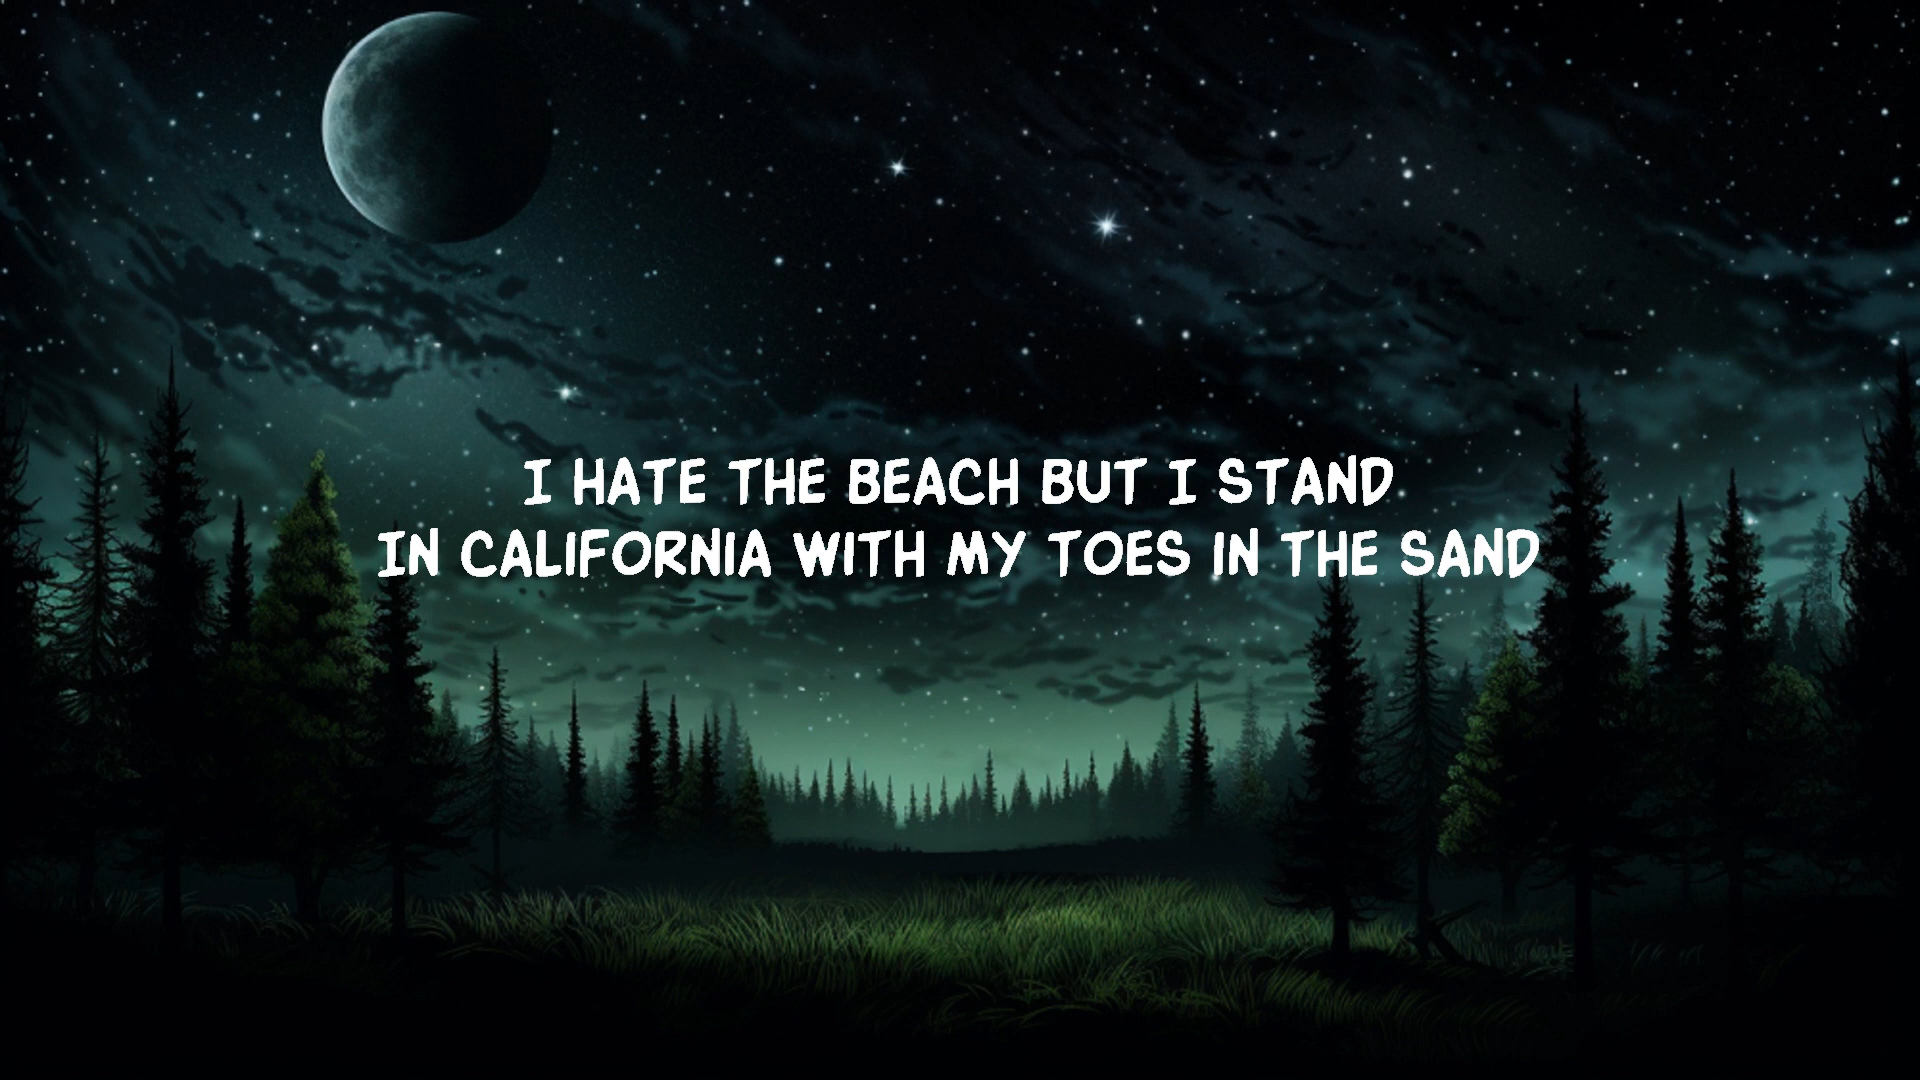 I HATE THE BEACH BUT I STAND
IN CALIFORNIA WITH MY TOES IN THE SAND